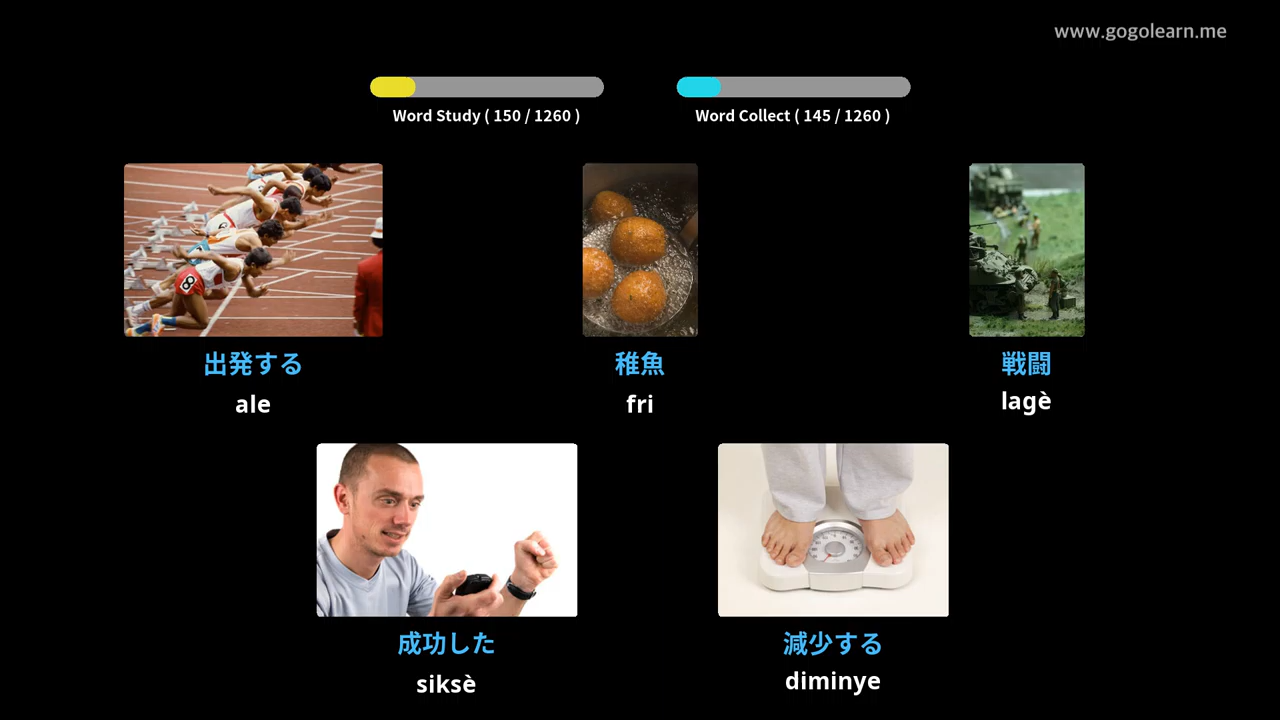 www.gogolearn.me
Word Study ( 150 / 1260 )
Word Collect ( 145 / 1260 )
出発する
ale
稚魚
fri
戦闘
lagè
成功した
siksè
減少する
diminye